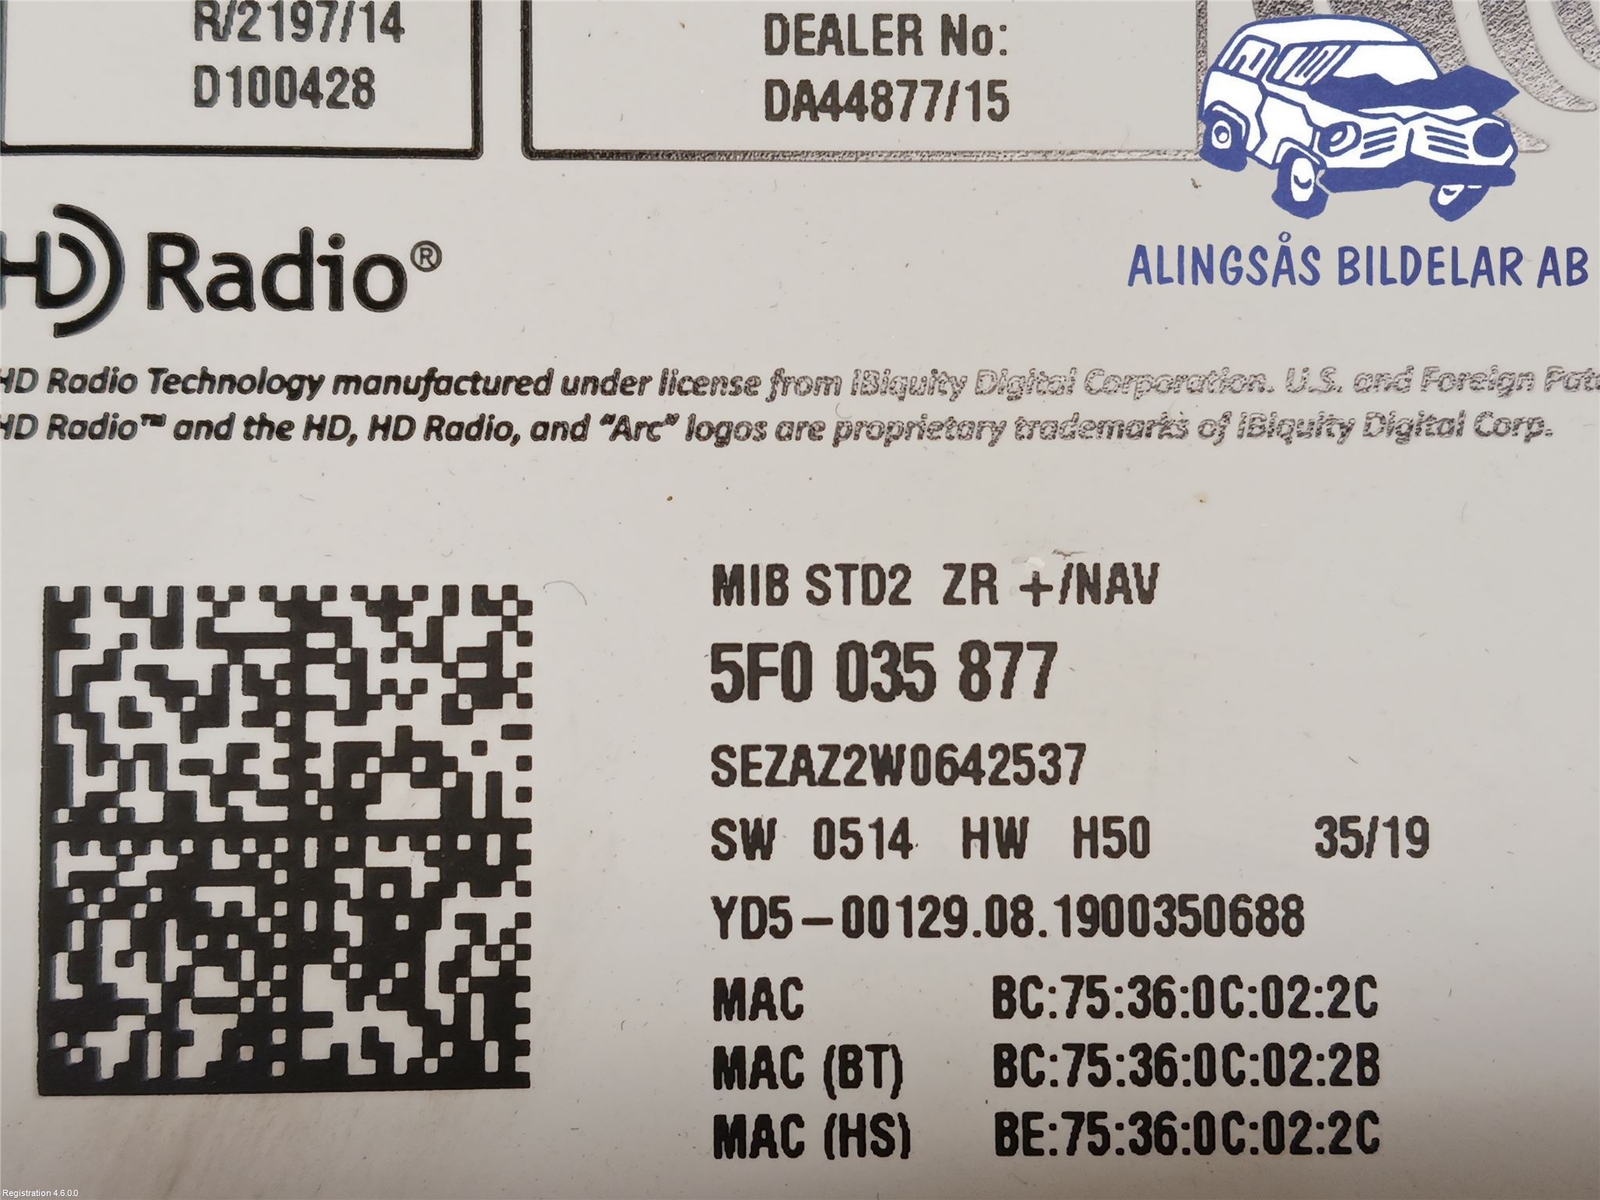 R/2197/14
D100428
DEALER No:
DA44877/15
ALINGSÅS BILDELAR AB
HD Radio®
HD Radio Technology manufactured under license from iBiquity Digital Corporation. U.S. and Foreign
HD Radio™ and the HD, HD Radio, and “Arc” logos are proprietary trademarks of iBiquity Digital Corp.
MIB STD2 ZR +/NAV
5F0 035 877
SEZAZ2W0642537
SW 0514 HW H50 35/19
YD5-00129.08.1900350688
MAC BC:75:36:0C:02:2C
MAC (BT) BC:75:36:0C:02:2B
MAC (HS) BE:75:36:0C:02:2C
Registration 4.6.0.0